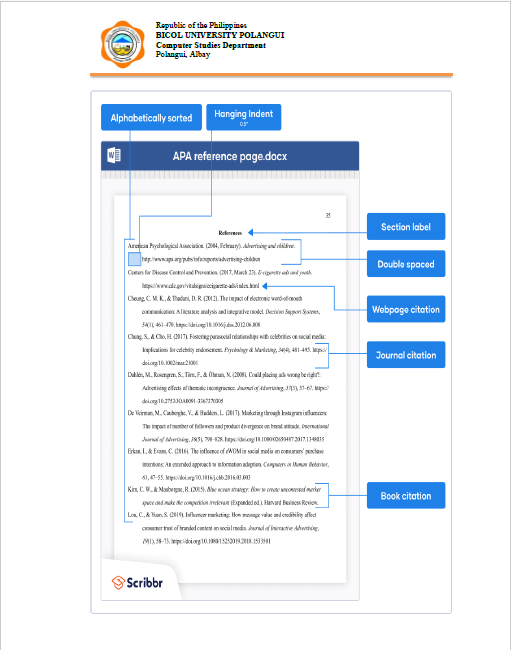 Republic of the Philippines
BICOL UNIVERSITY POLANGUI
Computer Studies Department
Polangui, Albay
Alphabetically sorted
Hanging Indent
0.5"
W
APA reference page.docx
35
References
Section label
American Psychological Association. (2004, February). Advertising and children.
http://www.apa.org/pubs/info/reports/advertising-children
Double spaced
Centers for Disease Control and Prevention. (2017, March 23). E-cigarette ads and youth.
https://www.cdc.gov/vitalsigns/ecigarette-ads/index.html
Webpage citation
Cheung, C. M. K., & Thadani, D. R. (2012). The impact of electronic word-of-mouth
communication: A literature analysis and integrative model. Decision Support Systems,
54(1), 461–470. https://doi.org/10.1016/j.dss.2012.06.008
Chung, S., & Cho, H. (2017). Fostering parasocial relationships with celebrities on social media:
Implications for celebrity endorsement. Psychology & Marketing, 34(4), 481–495. https://
doi.org/10.1002/mar.21001
Journal citation
Dahlén, M., Rosengren, S., Törn, F., & Öhman, N. (2008). Could placing ads wrong be right?:
Advertising effects of thematic incongruence. Journal of Advertising, 37(3), 57–67. https://
doi.org/10.2753/JOA0091-3367370305
De Veirman, M., Cauberghe, V., & Hudders, L. (2017). Marketing through Instagram influencers:
The impact of number of followers and product divergence on brand attitude. International
Journal of Advertising, 36(5), 798–828. https://doi.org/10.1080/02650487.2017.1348035
Erkan, I., & Evans, C. (2016). The influence of eWOM in social media on consumers' purchase
intentions: An extended approach to information adoption. Computers in Human Behavior,
61, 47–55. https://doi.org/10.1016/j.chb.2016.03.003
Kim, C. W., & Mauborgne, R. (2015). Blue ocean strategy: How to create uncontested market
space and make the competition irrelevant (Expanded ed.). Harvard Business Review.
Book citation
Lou, C., & Yuan, S. (2019). Influencer marketing: How message value and credibility affect
consumer trust of branded content on social media. Journal of Interactive Advertising,
19(1), 58–73. https://doi.org/10.1080/15252019.2018.1533501
Scribbr